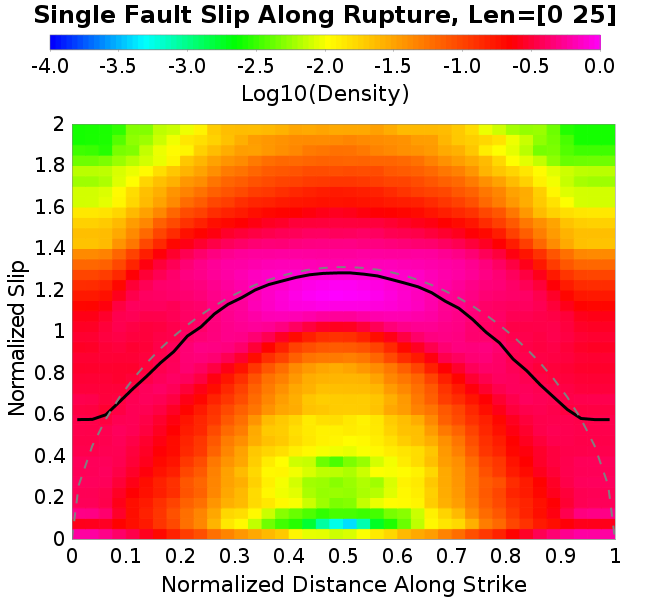 Single Fault Slip Along Rupture, Len=[0 25]
-4.0 -3.5 -3.0 -2.5 -2.0 -1.5 -1.0 -0.5 0.0
Log10(Density)
Normalized Slip
2
1.8
1.6
1.4
1.2
1
0.8
0.6
0.4
0.2
0
0 0.1 0.2 0.3 0.4 0.5 0.6 0.7 0.8 0.9 1
Normalized Distance Along Strike